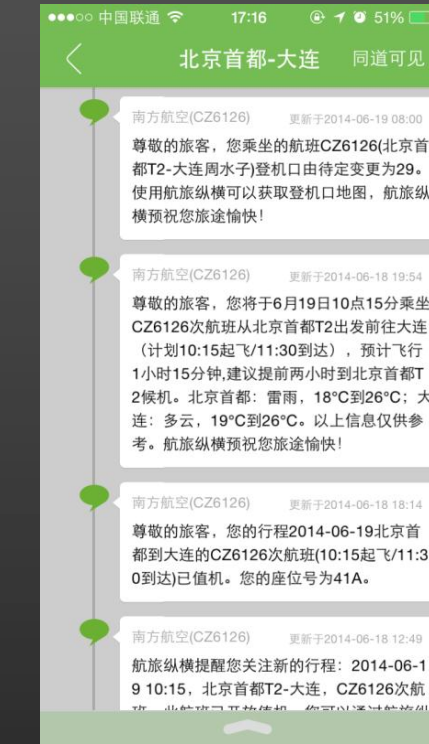 中国联通 17:16 51%
北京首都-大连 同道可见
南方航空(CZ6126) 更新于2014-06-19 08:00
尊敬的旅客，您乘坐的航班CZ6126(北京首
都T2-大连周水子)登机口由待定变更为29。
使用航旅纵横可以获取登机口地图，航旅纵
横预祝您旅途愉快！
南方航空(CZ6126) 更新于2014-06-18 19:54
尊敬的旅客，您将于6月19日10点15分乘坐
CZ6126次航班从北京首都T2出发前往大连
（计划10:15起飞/11:30到达），预计飞行
1小时15分钟,建议提前两小时到北京首都T
2候机。北京首都：雷雨，18°C到26°C；大
连：多云，19°C到26°C。以上信息仅供参
考。航旅纵横预祝您旅途愉快！
南方航空(CZ6126) 更新于2014-06-18 18:14
尊敬的旅客，您的行程2014-06-19北京首
都到大连的CZ6126次航班(10:15起飞/11:3
0到达)已值机。您的座位号为41A。
南方航空(CZ6126) 更新于2014-06-18 12:49
航旅纵横提醒您关注新的行程：2014-06-1
9 10:15，北京首都T2-大连，CZ6126次航
班，此航班已开放值机，您可以通过航旅纵